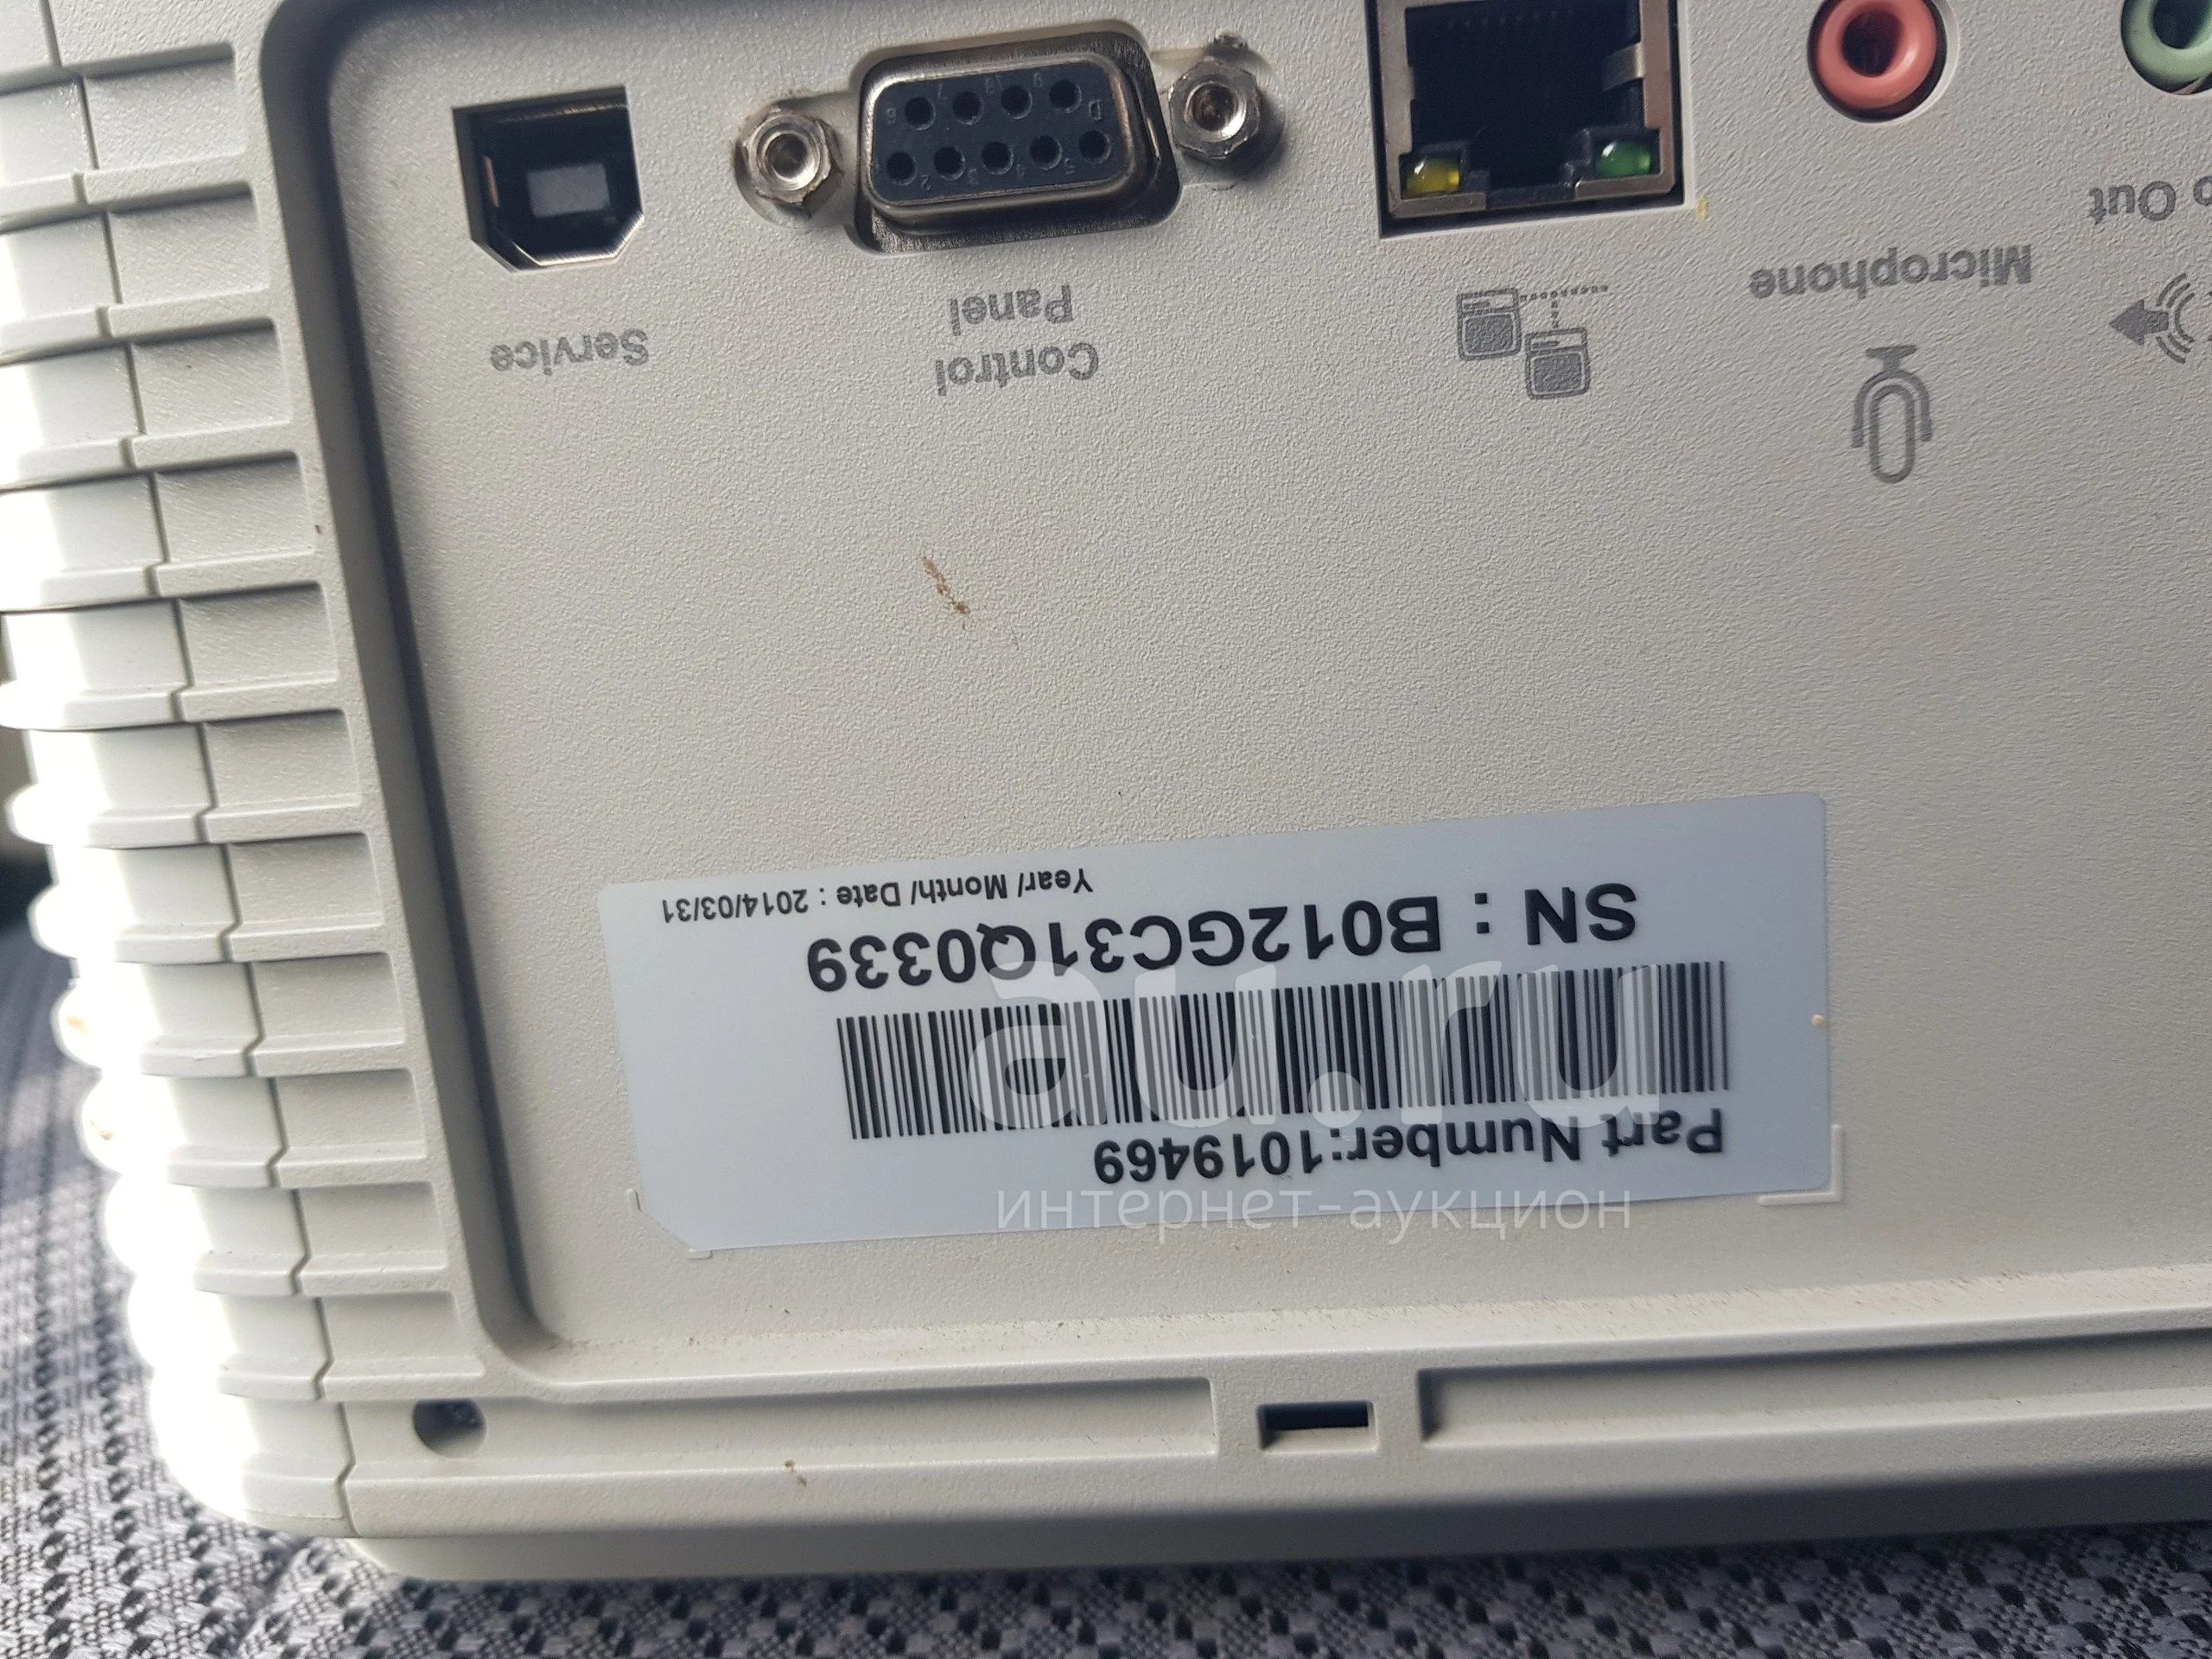 Part Number:1019469
SN : B012GC31Q0339
Year/ Month/ Date : 2014/03/31
Out
Microphone
Control
Panel
Service
au.ru
интернет-аукцион